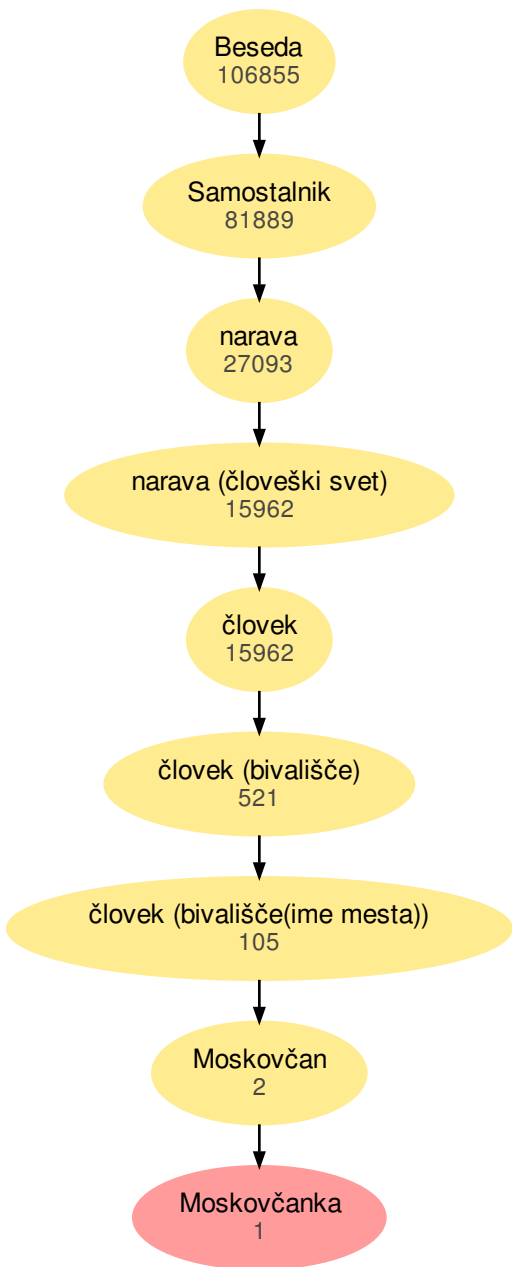 Beseda
106855
Samostalnik
81889
narava
27093
narava (človeški svet)
15962
človek
15962
človek (bivališče)
521
človek (bivališče(ime mesta))
105
Moskovčan
2
Moskovčanka
1